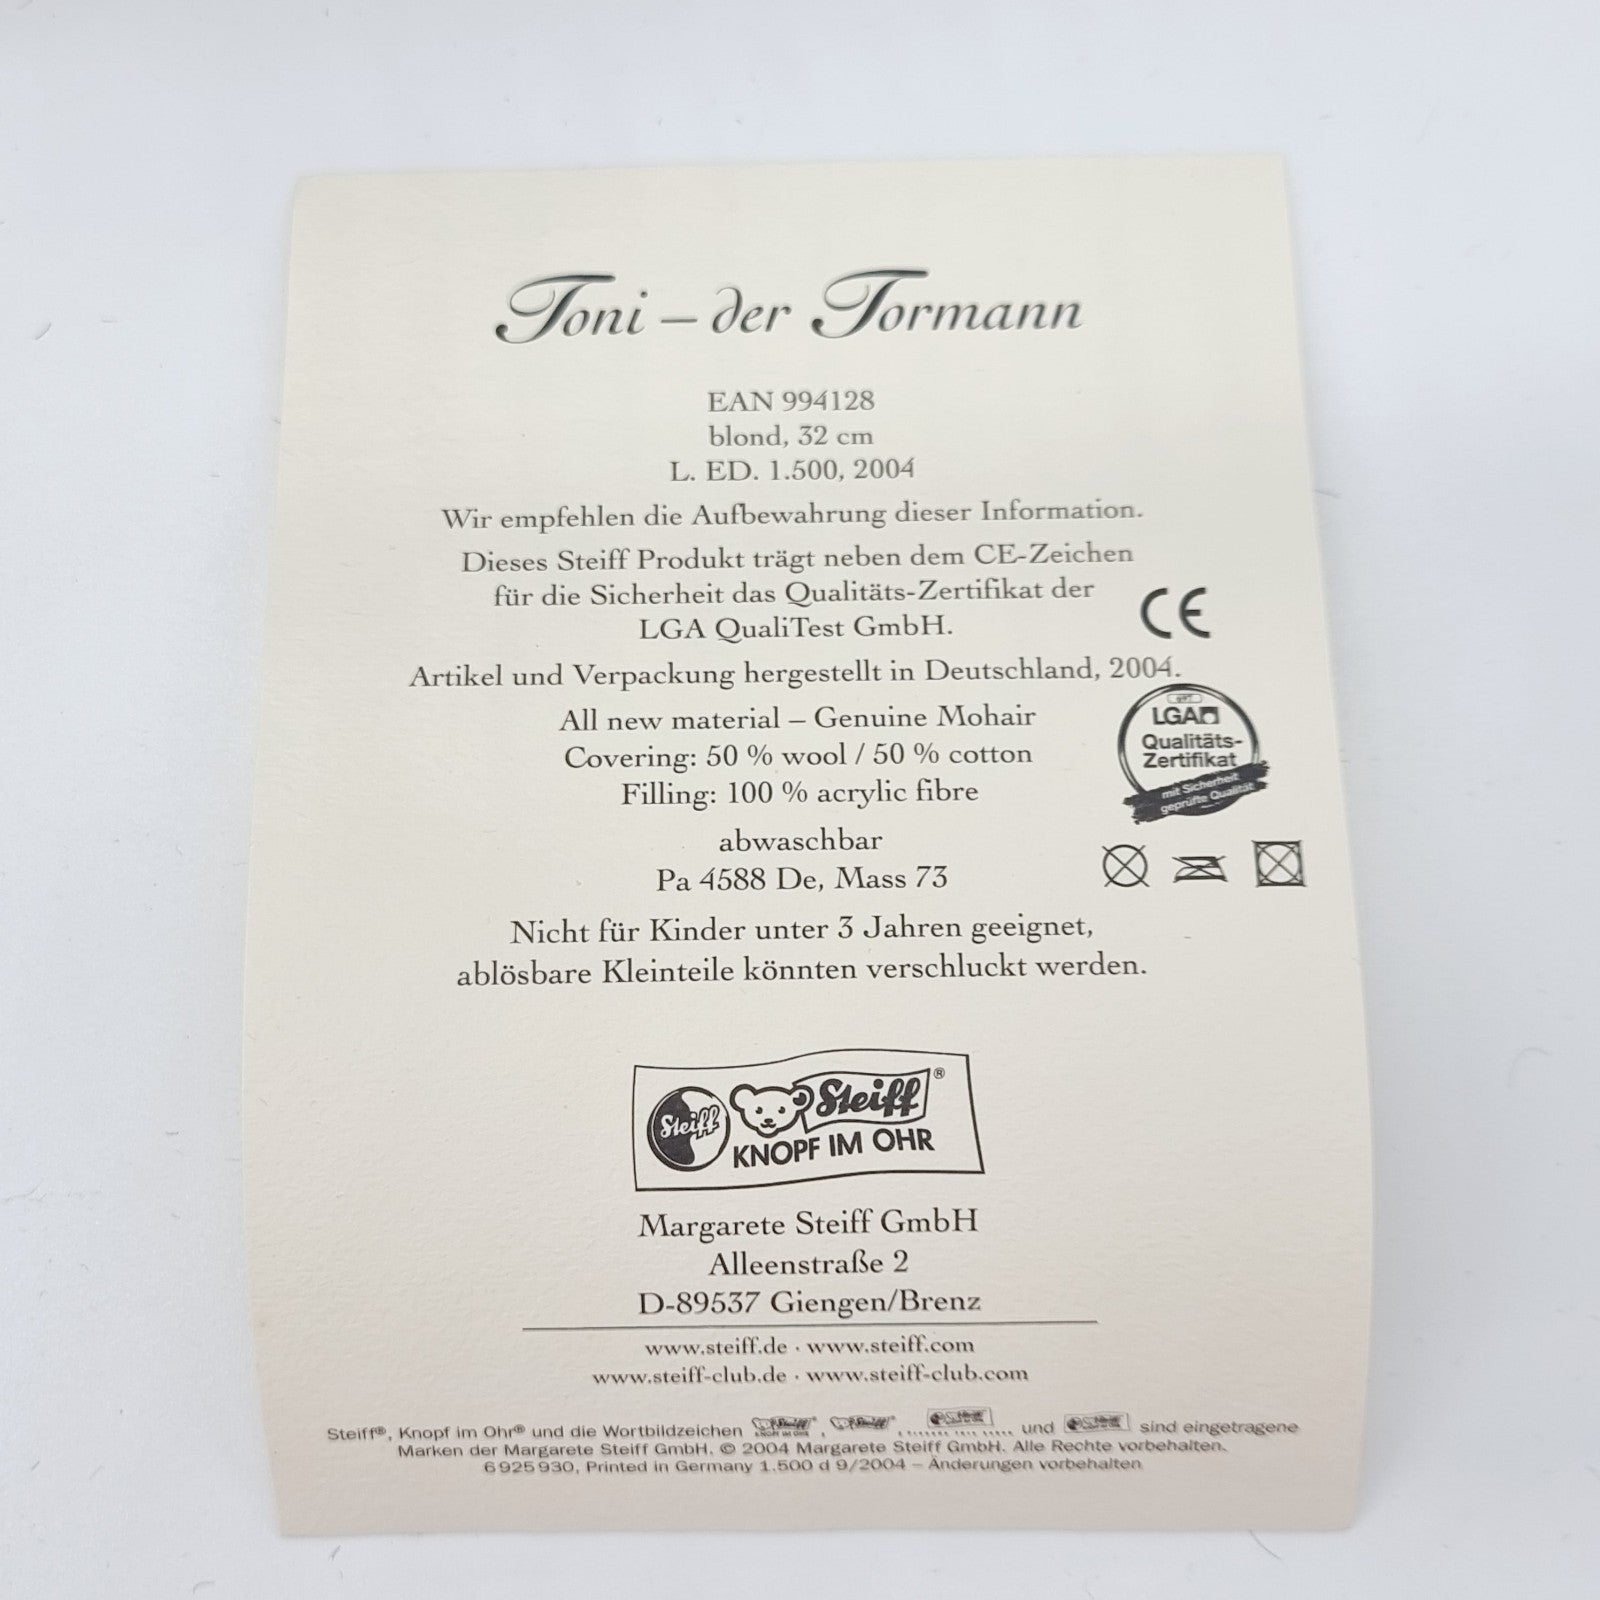 Toni – der Tormann
EAN 994128
blond, 32 cm
L. ED. 1.500, 2004
Wir empfehlen die Aufbewahrung dieser Information.
Dieses Steiff Produkt trägt neben dem CE-Zeichen
für die Sicherheit das Qualitäts-Zertifikat der
LGA QualiTest GmbH.
CE
Artikel und Verpackung hergestellt in Deutschland, 2004.
All new material – Genuine Mohair
Covering: 50 % wool / 50 % cotton
Filling: 100 % acrylic fibre
LGA
Qualitäts-
Zertifikat
mit Sicherheit
geprüfte Qualität
abwaschbar
Pa 4588 De, Mass 73
Nicht für Kinder unter 3 Jahren geeignet,
ablösbare Kleinteile könnten verschluckt werden.
Steiff Steiff®
KNOPF IM OHR
Margarete Steiff GmbH
Alleenstraße 2
D-89537 Giengen/Brenz
www.steiff.de · www.steiff.com
www.steiff-club.de · www.steiff-club.com
Steiff®, Knopf im Ohr® und die Wortbildzeichen , , und sind eingetragene
Marken der Margarete Steiff GmbH. © 2004 Margarete Steiff GmbH. Alle Rechte vorbehalten.
6925930, Printed in Germany 1.500 d 9/2004 – Änderungen vorbehalten